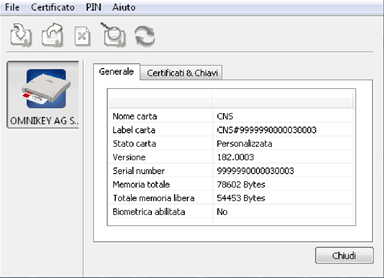 File Certificato PIN Aiuto
OMNIKEY AG S...
Generale Certificati & Chiavi
Nome carta CNS
Label carta CNS#9999990000030003
Stato carta Personalizzata
Versione 182.0003
Serial number 9999990000030003
Memoria totale 78602 Bytes
Totale memoria libera 54453 Bytes
Biometrica abilitata No
Chiudi